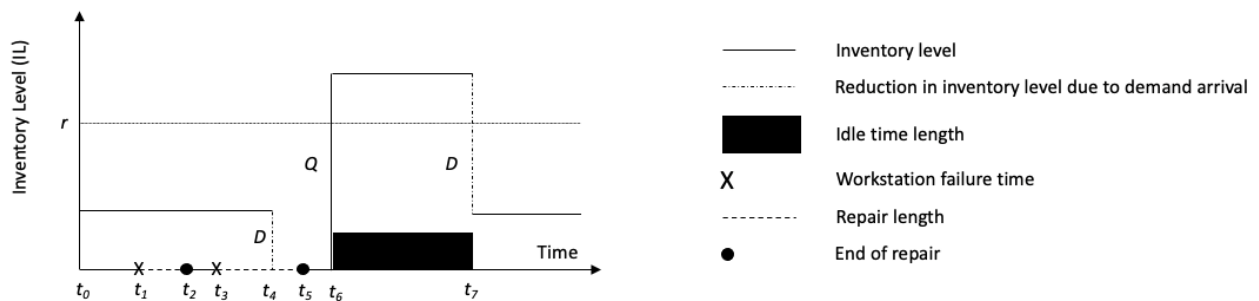 Inventory Level (IL)
r
Q
D
D
Time
t0
t1
t2
t3
t4
t5
t6
t7
Inventory level
Reduction in inventory level due to demand arrival
Idle time length
X
Workstation failure time
Repair length
End of repair